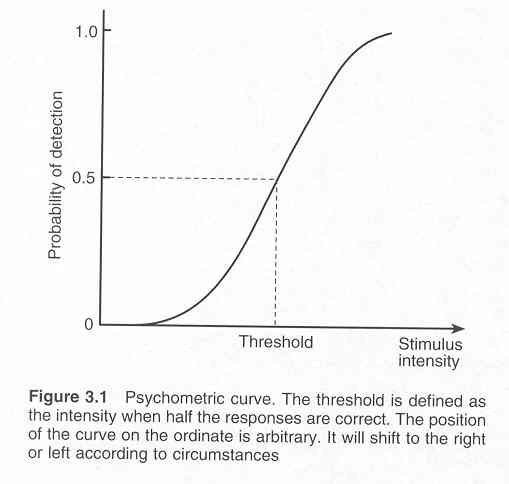 1.0
Probability of detection
0.5
0
Threshold
Stimulus
intensity
Figure 3.1 Psychometric curve. The threshold is defined as
the intensity when half the responses are correct. The position
of the curve on the ordinate is arbitrary. It will shift to the right
or left according to circumstances